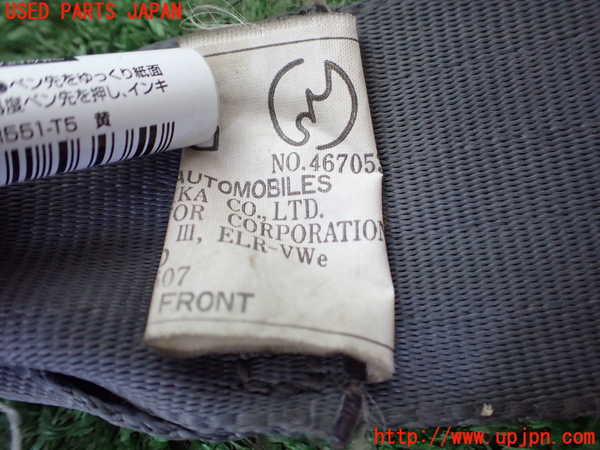 USED PARTS JAPAN
ペン先をゆっくり紙面
度ペン先を押し、インキ
1551-T5 黄
NO. 46705
AUTOMOBILES
KA CO., LTD.
OR CORPORATION
III, ELR-VWe
07
FRONT
http://www.upjpn.com/